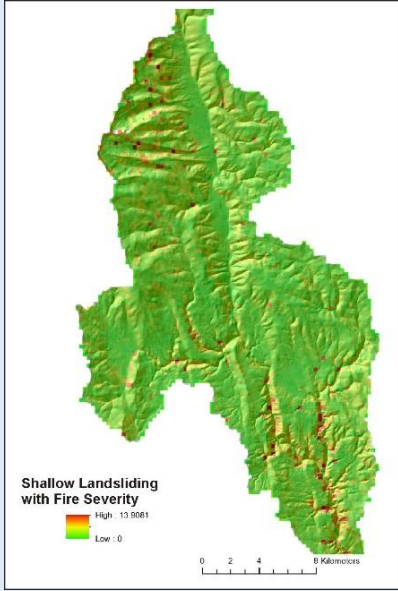 Shallow Landsliding
with Fire Severity
High : 13.9081
Low : 0
0 2 4 8 Kilometers